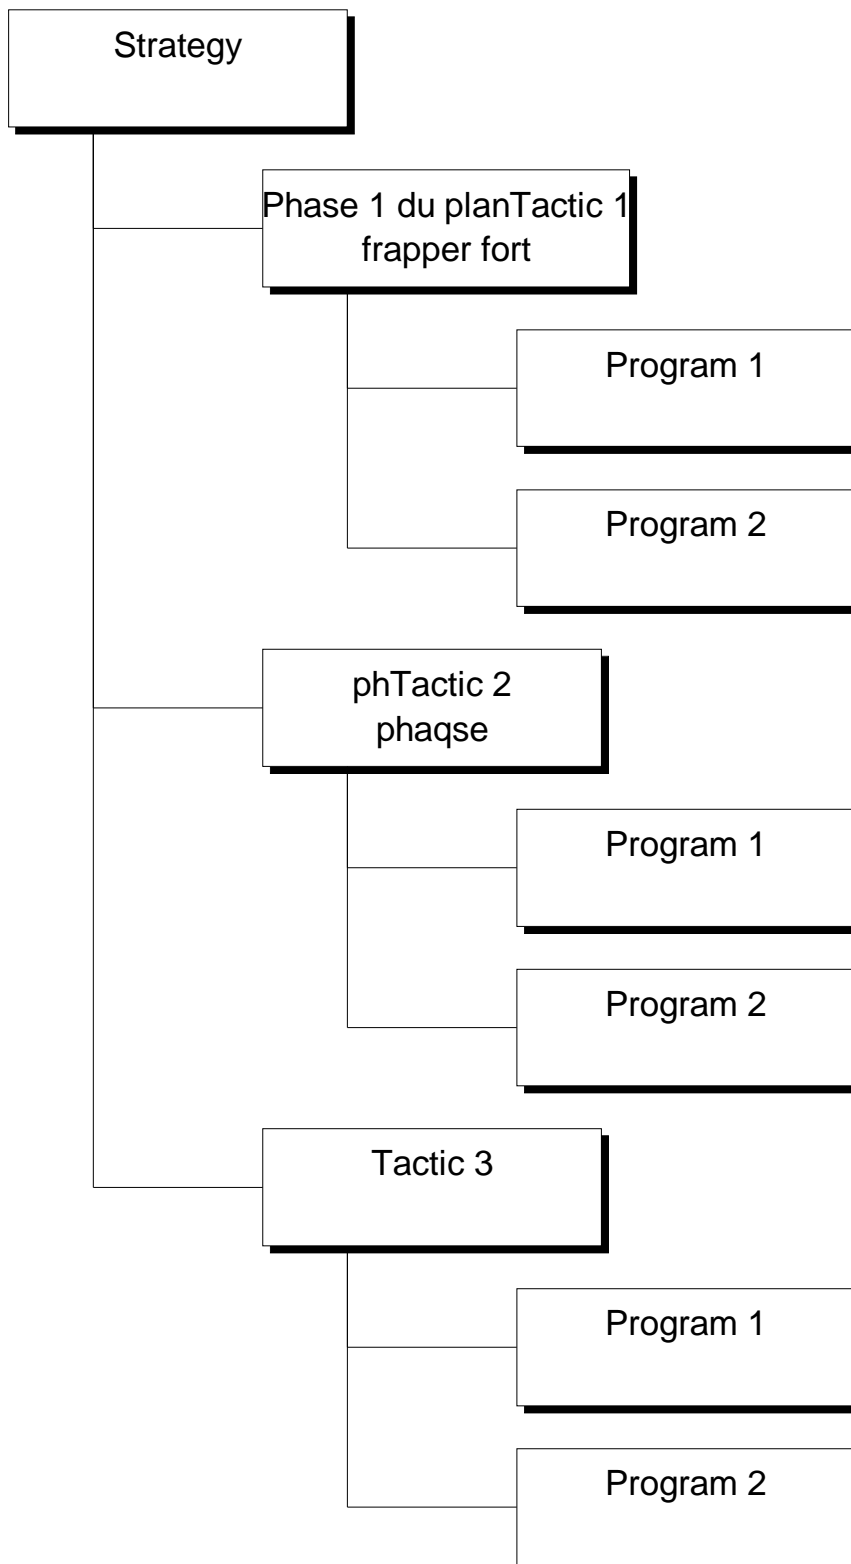 Strategy
Phase 1 du planTactic 1
frapper fort
Program 1
Program 2
phTactic 2
phaqse
Program 1
Program 2
Tactic 3
Program 1
Program 2